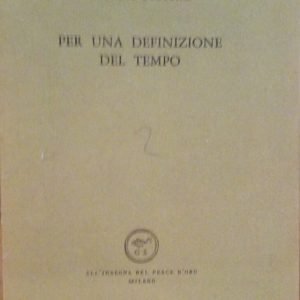 PER UNA DEFINIZIONE
DEL TEMPO
2
ALL'INSEGNA DEL PESCE D'ORO
MILANO